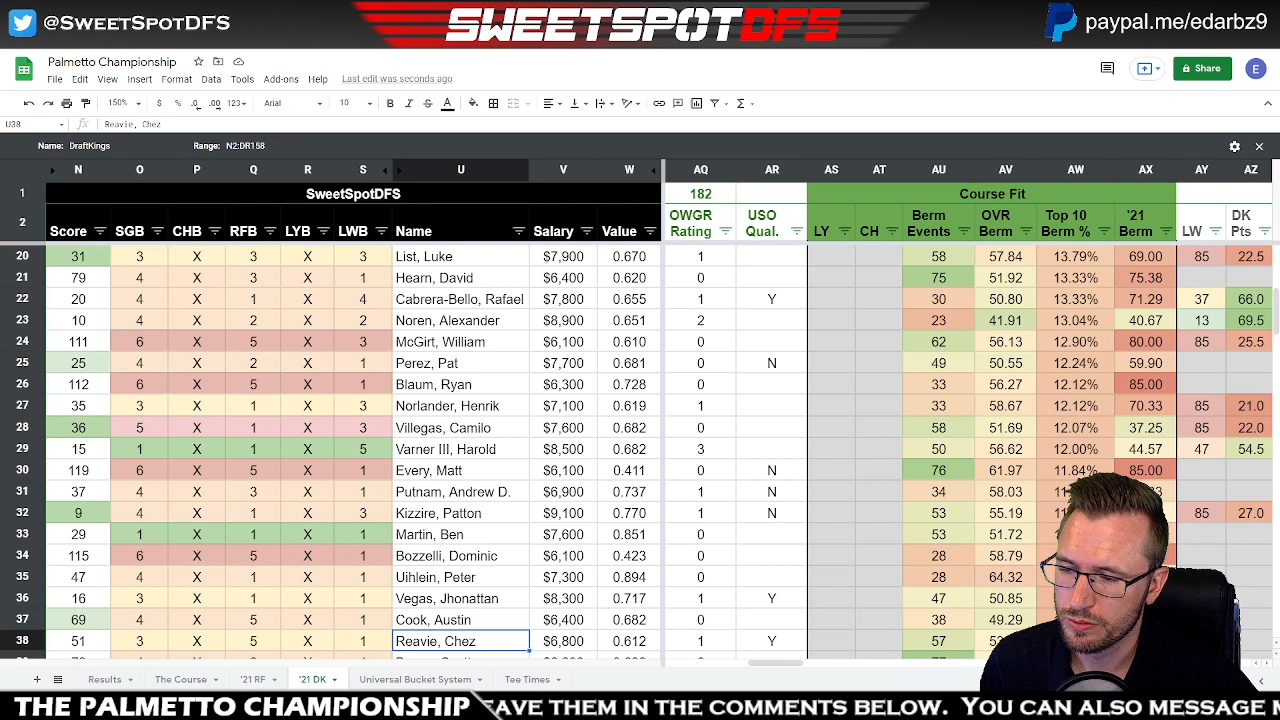 @SWEETSPOTDFS
SWEETSPOTDFS
paypal.me/edarbz9
Palmetto Championship
File Edit View Insert Format Data Tools Add-ons Help Last edit was seconds ago
Share
E
150% $ % .0 .00 123 Arial 10 B I S A
U38 fx Reavie, Chez
Name: DraftKings Range: N2:DR158
N O P Q R S U V W AQ AR AS AT AU AV AW AX AY AZ
1 SweetSpotDFS 182 Course Fit
2 Score SGB CHB RFB LYB LWB Name Salary Value OWGR Rating USO Qual. LY CH Berm Events OVR Berm Top 10 Berm % '21 Berm LW DK Pts
20 31 3 X 3 X 3 List, Luke $7,900 0.670 1 58 57.84 13.79% 69.00 85 22.5
21 79 4 X 3 X 1 Hearn, David $6,400 0.620 0 75 51.92 13.33% 75.38
22 20 4 X 1 X 4 Cabrera-Bello, Rafael $7,800 0.655 1 Y 30 50.80 13.33% 71.29 37 66.0
23 10 4 X 2 X 2 Noren, Alexander $8,900 0.651 2 23 41.91 13.04% 40.67 13 69.5
24 111 6 X 5 X 3 McGirt, William $6,100 0.610 0 62 56.13 12.90% 80.00 85 25.5
25 25 4 X 2 X 1 Perez, Pat $7,700 0.681 0 N 49 50.55 12.24% 59.90
26 112 6 X 5 X 1 Blaum, Ryan $6,300 0.728 0 33 56.27 12.12% 85.00
27 35 3 X 1 X 3 Norlander, Henrik $7,100 0.619 1 33 58.67 12.12% 70.33 85 21.0
28 36 5 X 1 X 3 Villegas, Camilo $7,600 0.682 0 58 51.69 12.07% 37.25 85 22.0
29 15 1 X 1 X 5 Varner III, Harold $8,500 0.682 3 50 56.62 12.00% 44.57 47 54.5
30 119 6 X 5 X 1 Every, Matt $6,100 0.411 0 N 76 61.97 11.84% 85.00
31 37 4 X 3 X 1 Putnam, Andrew D. $6,900 0.737 1 N 34 58.03
32 9 4 X 1 X 3 Kizzire, Patton $9,100 0.770 1 N 53 55.19 85 27.0
33 29 1 X 1 X 1 Martin, Ben $7,600 0.851 0 53 51.72
34 115 6 X 5 X 1 Bozzelli, Dominic $6,100 0.423 0 28 58.79
35 47 4 X 1 X 1 Uihlein, Peter $7,300 0.894 0 28 64.32
36 16 3 X 1 X 1 Vegas, Jhonattan $8,300 0.717 1 Y 47 50.85
37 69 4 X 5 X 1 Cook, Austin $6,400 0.682 0 38 49.29
38 51 3 X 5 X 1 Reavie, Chez $6,800 0.612 1 Y 57
Results The Course '21 RF '21 DK Universal Bucket System Tee Times
THE PALMETTO CHAMPIONSHIP EAVE THEM IN THE COMMENTS BELOW. YOU CAN ALSO MESSAGE